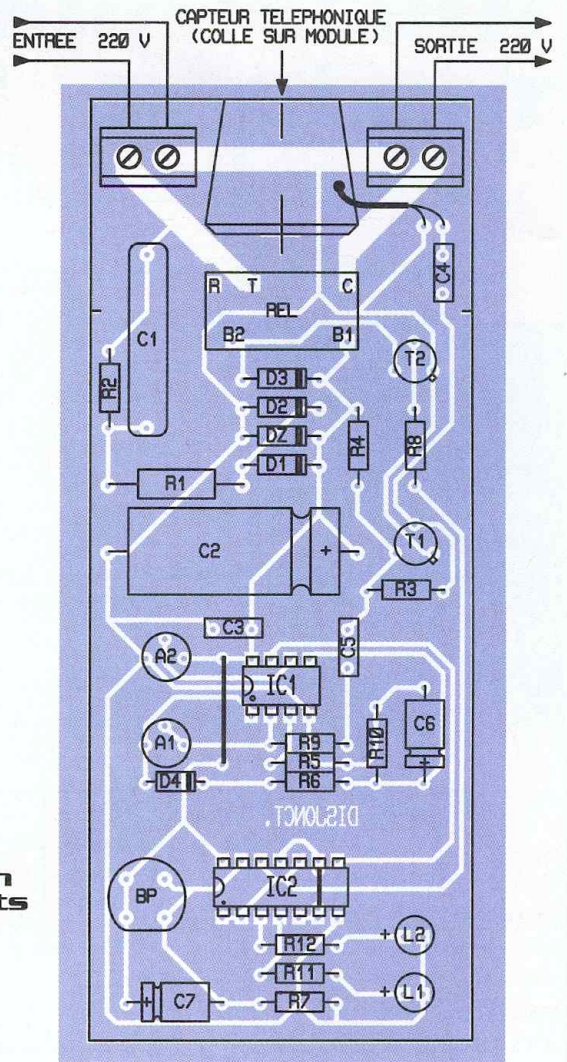 CAPTEUR TELEPHONIQUE
(COLLE SUR MODULE)
ENTREE 220 V
SORTIE 220 V
R T C
REL
B2 B1
C4
C1
T2
D3
R2
D2
R4
R8
DZ
D1
R1
C2
+
T1
R3
C3
C5
A2
IC1
C6
R10
A1
R9
R5
D4
R6
+
DISJONCT.
BP
IC2
R12
+ L2
R11
+ L1
+ C7
R7